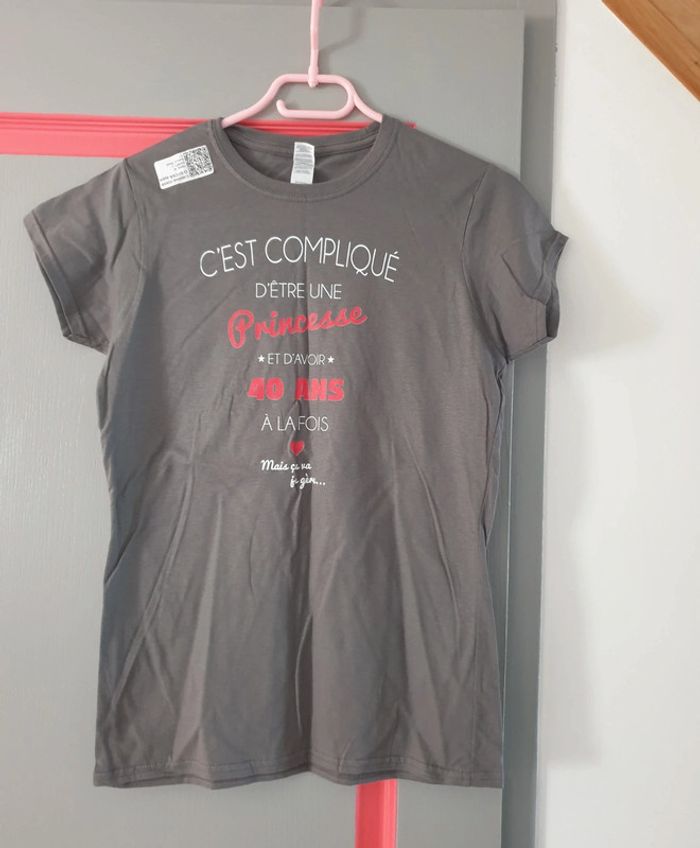 C'EST COMPLIQUÉ
D'ÊTRE UNE
Princesse
★ ET D'AVOIR ★
40 ANS
À LA FOIS
Mais ça va
je gère...